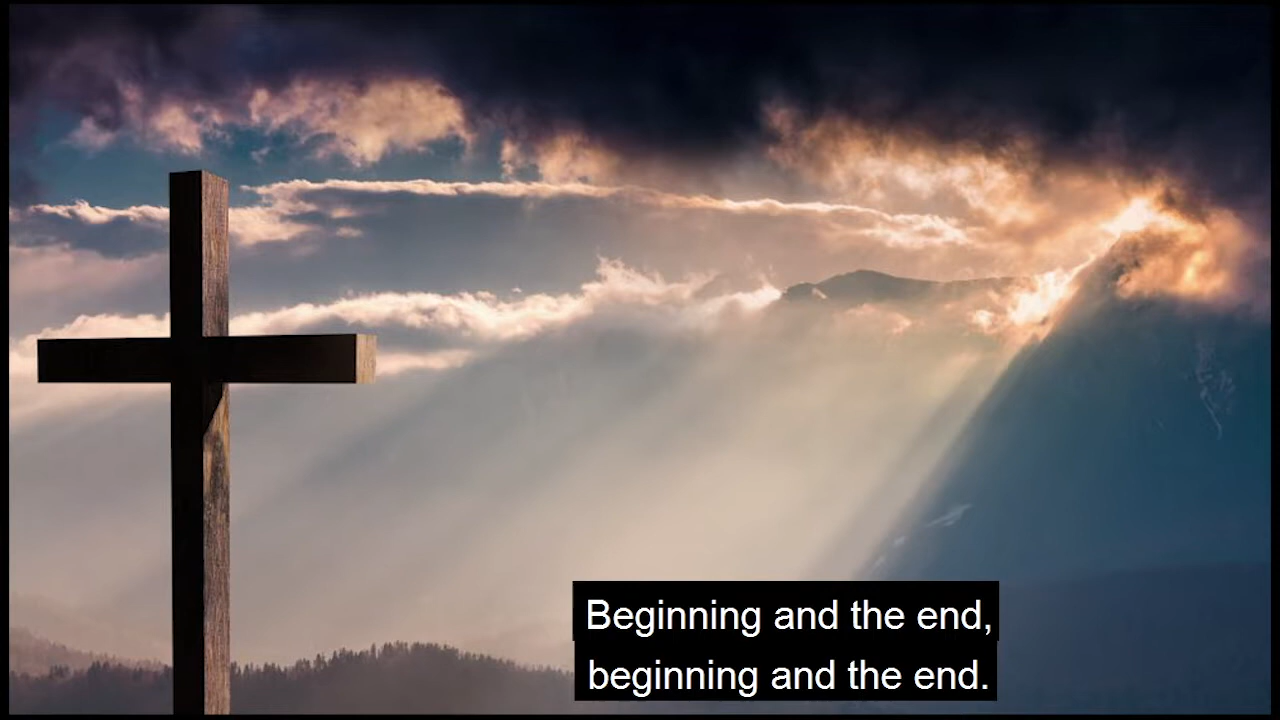 Beginning and the end,
beginning and the end.